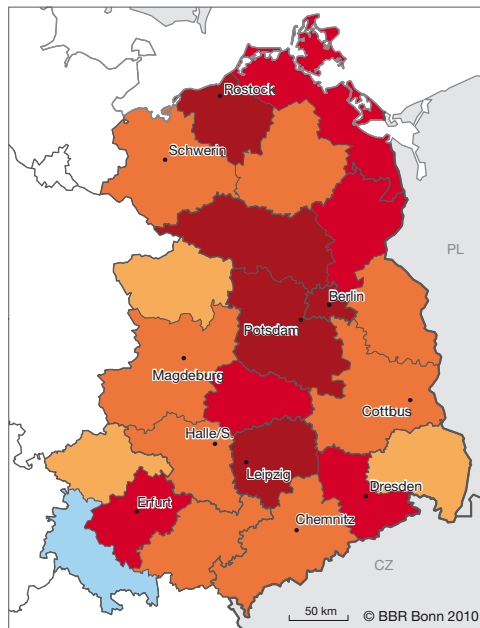 Rostock
Schwerin
PL
Berlin
Potsdam
Magdeburg
Cottbus
Halle/S.
Leipzig
Dresden
Erfurt
Chemnitz
CZ
50 km
© BBR Bonn 2010